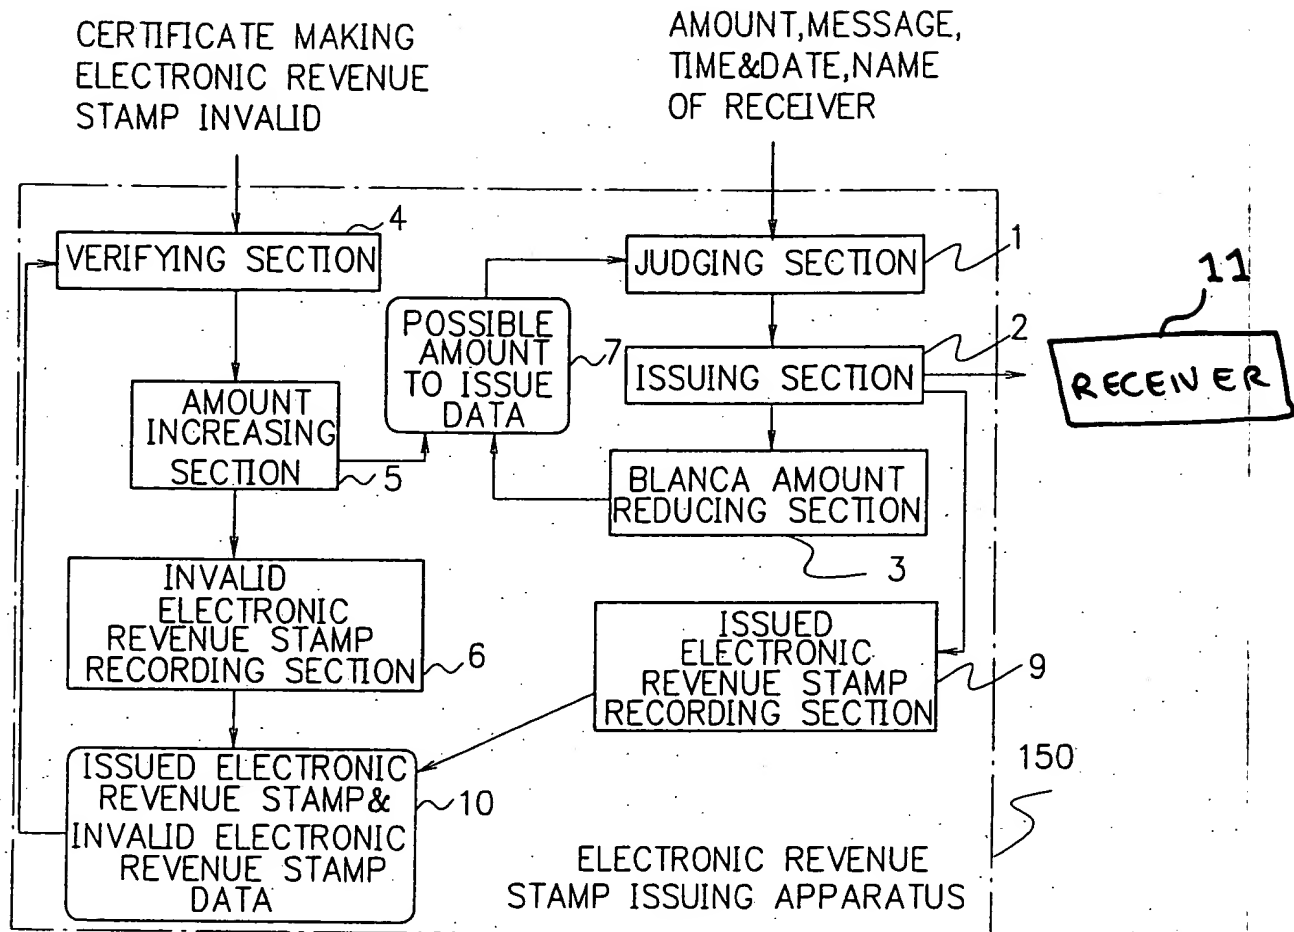 CERTIFICATE MAKING
ELECTRONIC REVENUE
STAMP INVALID
AMOUNT,MESSAGE,
TIME&DATE,NAME
OF RECEIVER
4
VERIFYING SECTION
1
JUDGING SECTION
11
RECEIVER
POSSIBLE
AMOUNT
TO ISSUE
DATA
7
2
ISSUING SECTION
AMOUNT
INCREASING
SECTION
5
BLANCA AMOUNT
REDUCING SECTION
3
INVALID
ELECTRONIC
REVENUE STAMP
RECORDING SECTION
6
ISSUED
ELECTRONIC
REVENUE STAMP
RECORDING SECTION
9
ISSUED ELECTRONIC
REVENUE STAMP&
INVALID ELECTRONIC
REVENUE STAMP
DATA
10
150
ELECTRONIC REVENUE
STAMP ISSUING APPARATUS